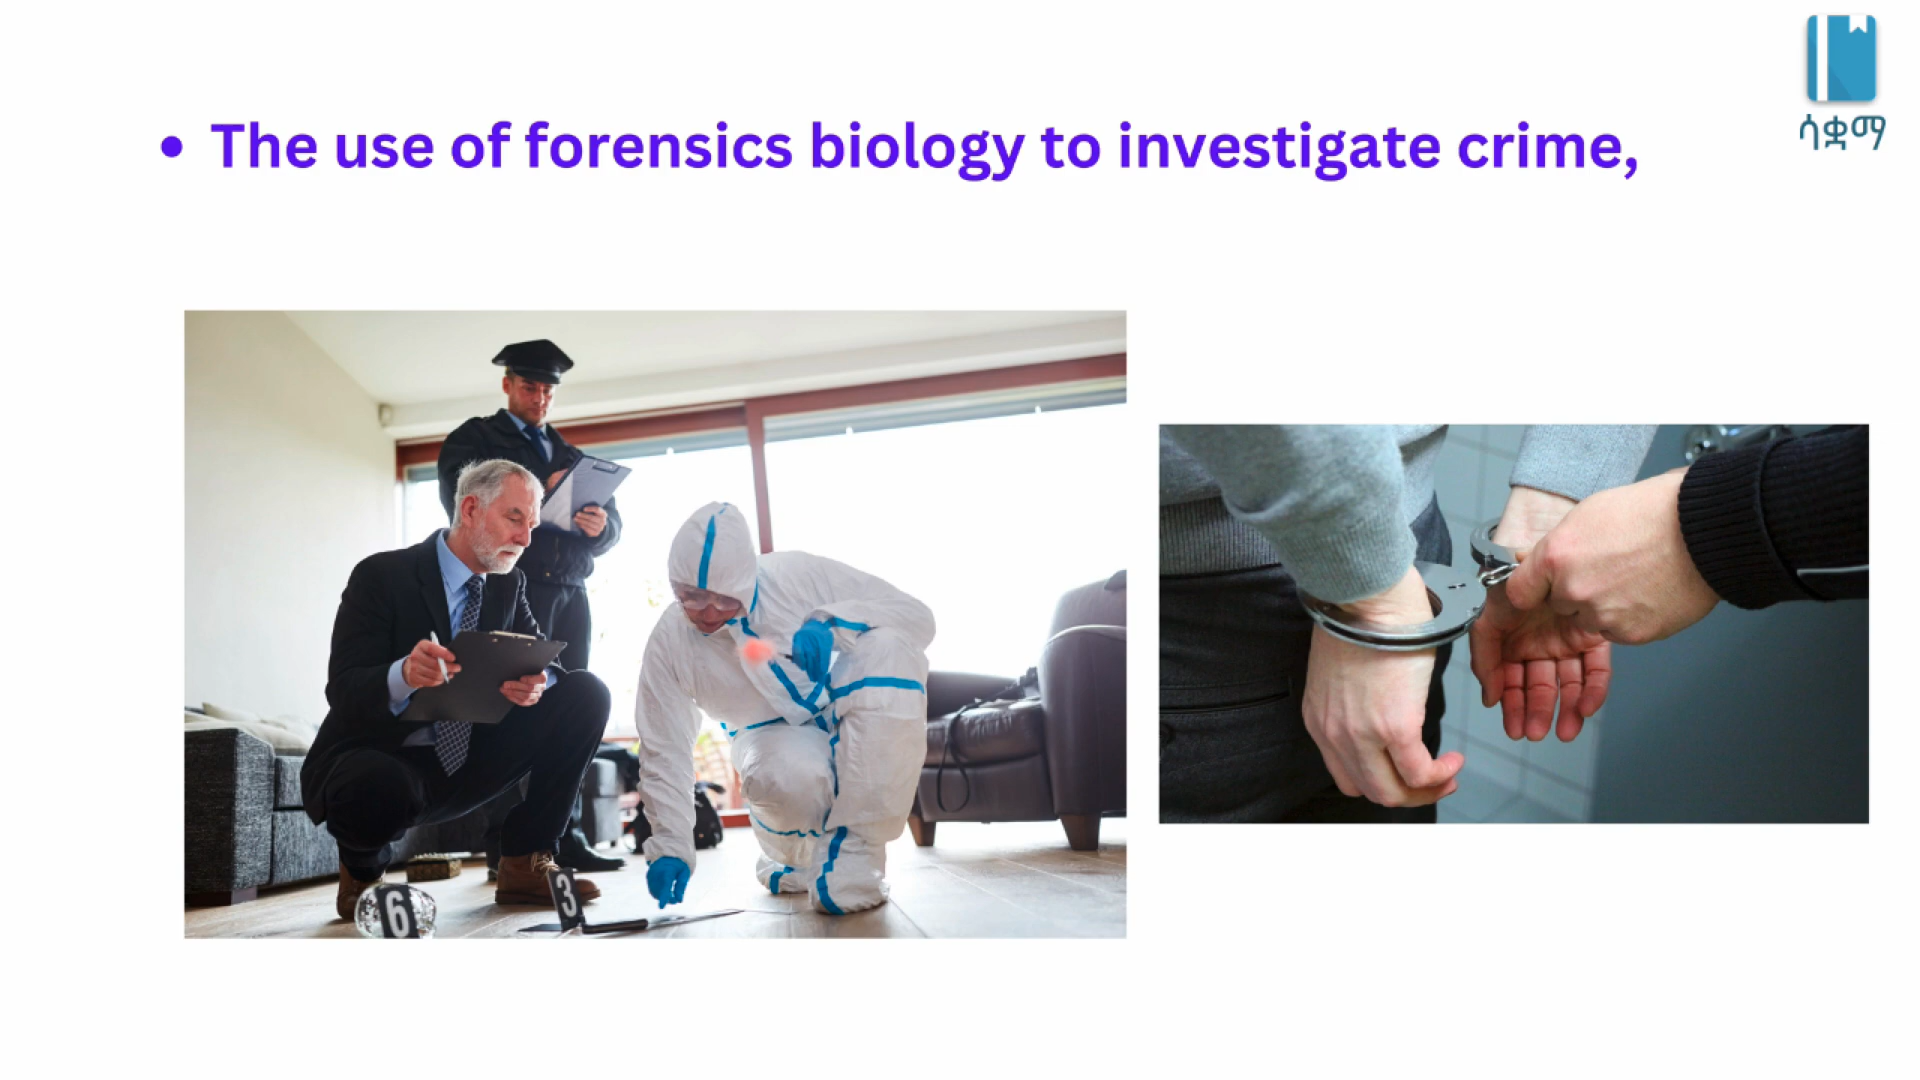 • The use of forensics biology to investigate crime,
ሳቋማ
6
3